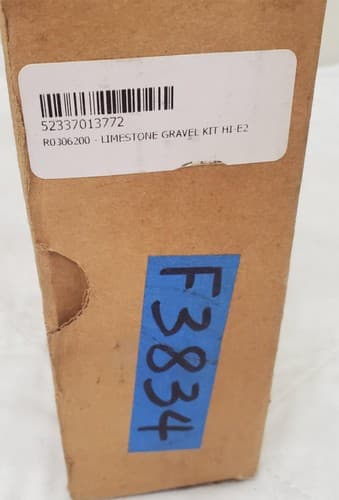 52337013772
R0306200 - LIMESTONE GRAVEL KIT HI-E2
F3834